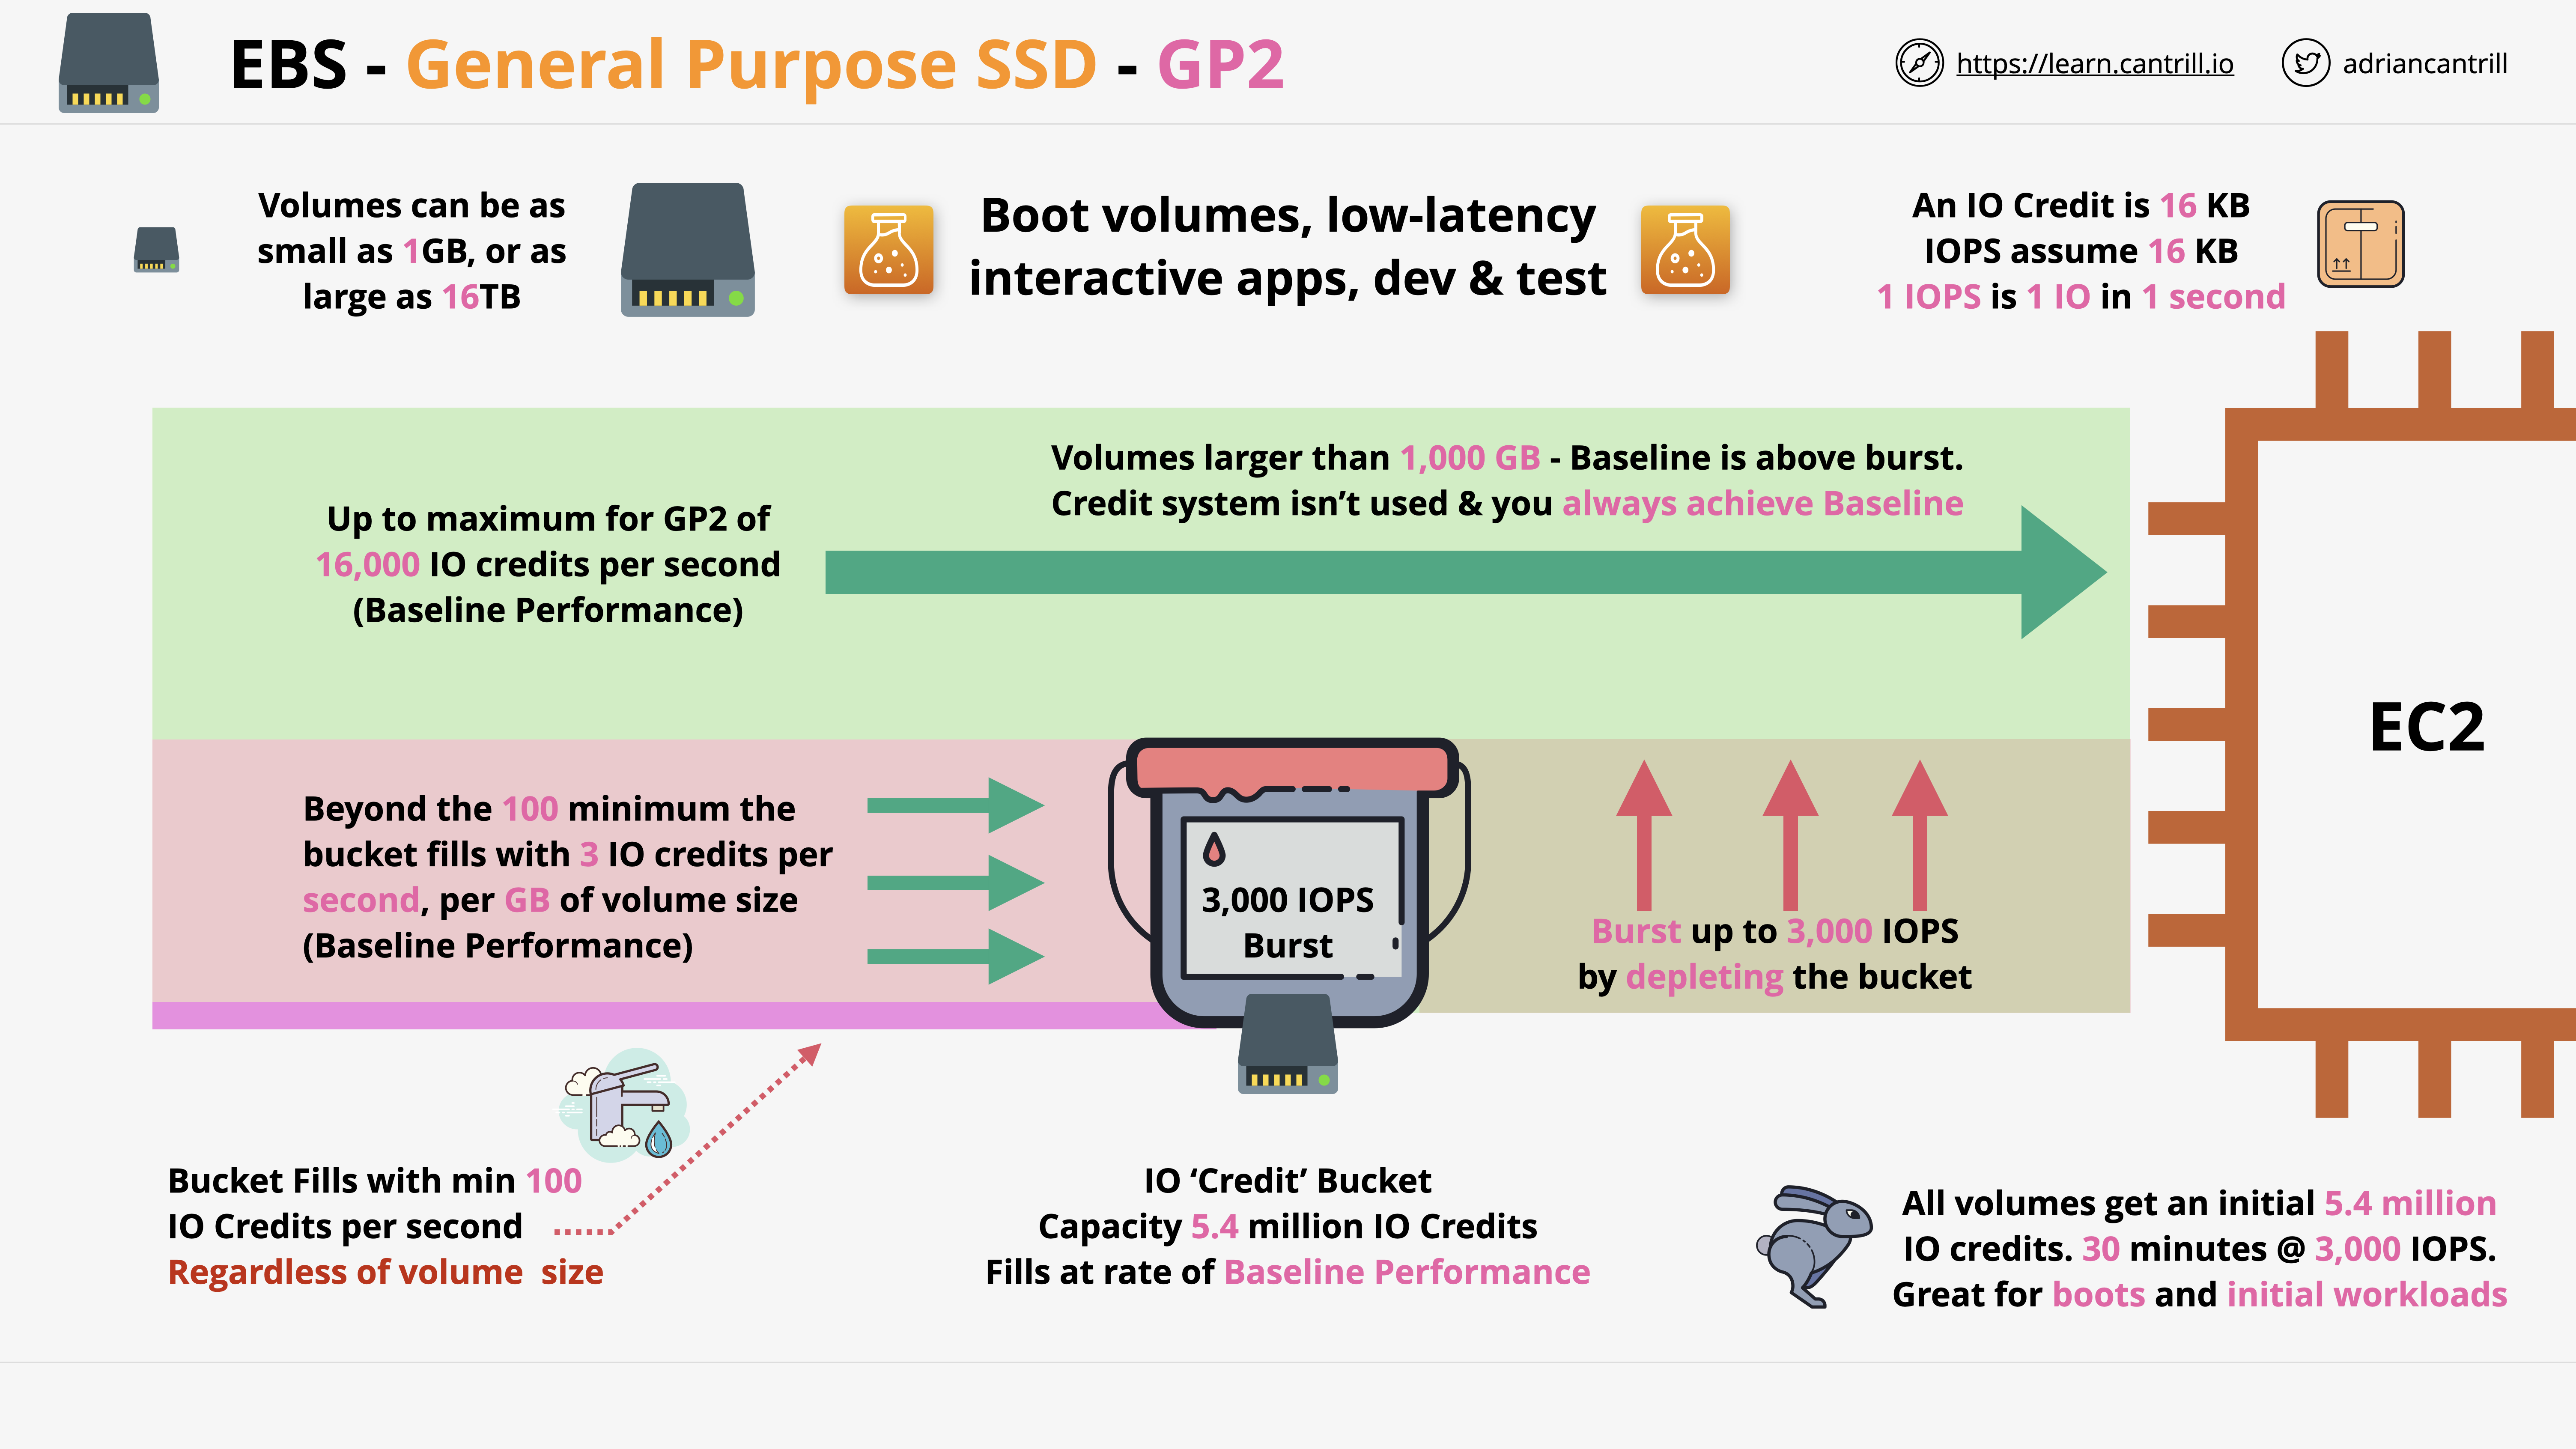 EBS - General Purpose SSD - GP2
https://learn.cantrill.io
adriancantrill
Volumes can be as
small as 1GB, or as
large as 16TB
Boot volumes, low-latency
interactive apps, dev & test
An IO Credit is 16 KB
IOPS assume 16 KB
1 IOPS is 1 IO in 1 second
Volumes larger than 1,000 GB - Baseline is above burst.
Credit system isn’t used & you always achieve Baseline
Up to maximum for GP2 of
16,000 IO credits per second
(Baseline Performance)
EC2
Beyond the 100 minimum the
bucket fills with 3 IO credits per
second, per GB of volume size
(Baseline Performance)
3,000 IOPS
Burst
Burst up to 3,000 IOPS
by depleting the bucket
Bucket Fills with min 100
IO Credits per second
Regardless of volume  size
IO ‘Credit’ Bucket
Capacity 5.4 million IO Credits
Fills at rate of Baseline Performance
All volumes get an initial 5.4 million
IO credits. 30 minutes @ 3,000 IOPS.
Great for boots and initial workloads